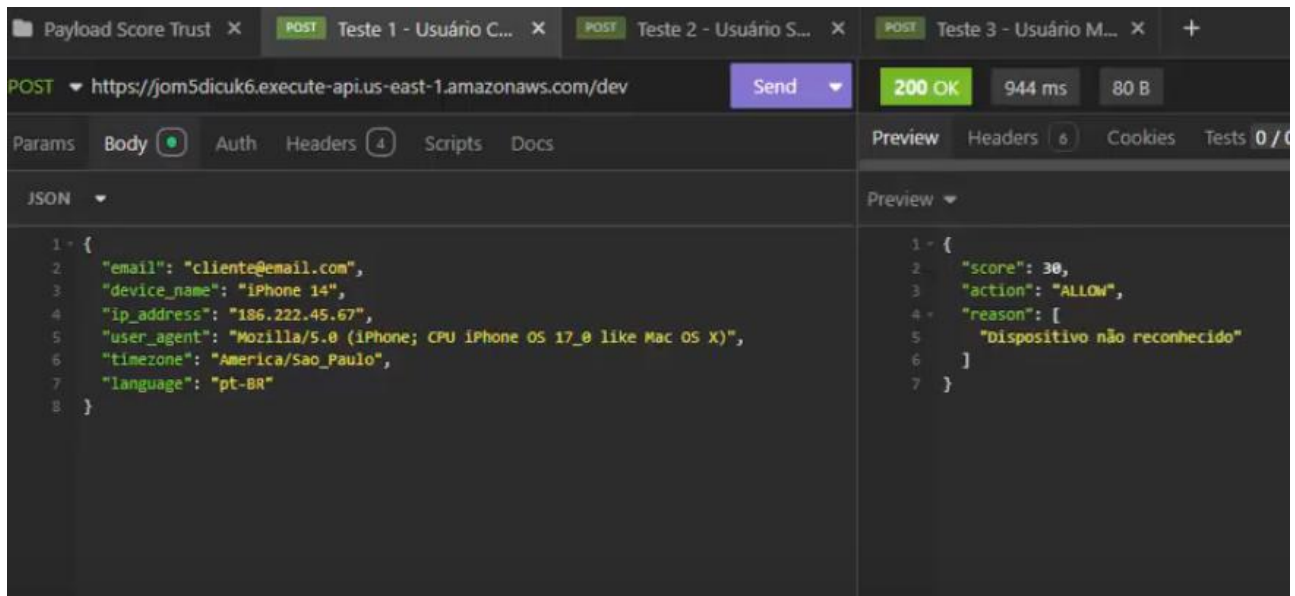 Payload Score Trust ×
POST Teste 1 - Usuário C... ×
POST Teste 2 - Usuário S... ×
POST Teste 3 - Usuário M... × +
POST https://jom5dicuk6.execute-api.us-east-1.amazonaws.com/dev Send
200 OK 944 ms 80 B
Params Body Auth Headers 4 Scripts Docs
Preview Headers 6 Cookies Tests 0 / 0
JSON
Preview
1 {
2 "email": "cliente@email.com",
3 "device_name": "iPhone 14",
4 "ip_address": "186.222.45.67",
5 "user_agent": "Mozilla/5.0 (iPhone; CPU iPhone OS 17_0 like Mac OS X)",
6 "timezone": "America/Sao_Paulo",
7 "language": "pt-BR"
8 }
1 {
2 "score": 30,
3 "action": "ALLOW",
4 "reason": [
5 "Dispositivo não reconhecido"
6 ]
7 }